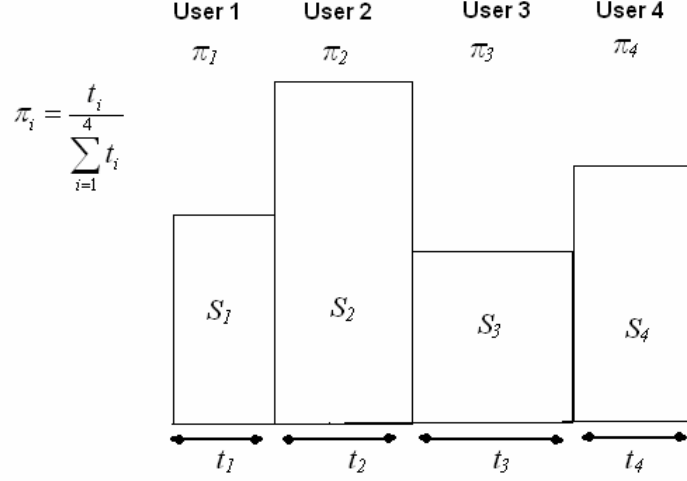 User 1 User 2 User 3 User 4
π1 π2 π3 π4
πi = ti / 4 ∑ i=1 ti
S1 S2 S3 S4
t1 t2 t3 t4